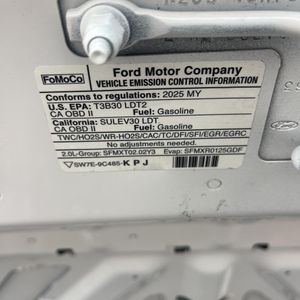 FoMoCo
Ford Motor Company
VEHICLE EMISSION CONTROL INFORMATION
Conforms to regulations: 2025 MY
U.S. EPA: T3B30 LDT2
CA OBD II Fuel: Gasoline
California: SULEV30 LDT
CA OBD II Fuel: Gasoline
TWC/HO2S/WR-HO2S/CAC/TC/DFI/SFI/EGR/EGRC
No adjustments needed.
2.0L-Group: SFMXT02.02Y3 Evap: SFMXR0125GDF
SW7E-9C485-KPJ